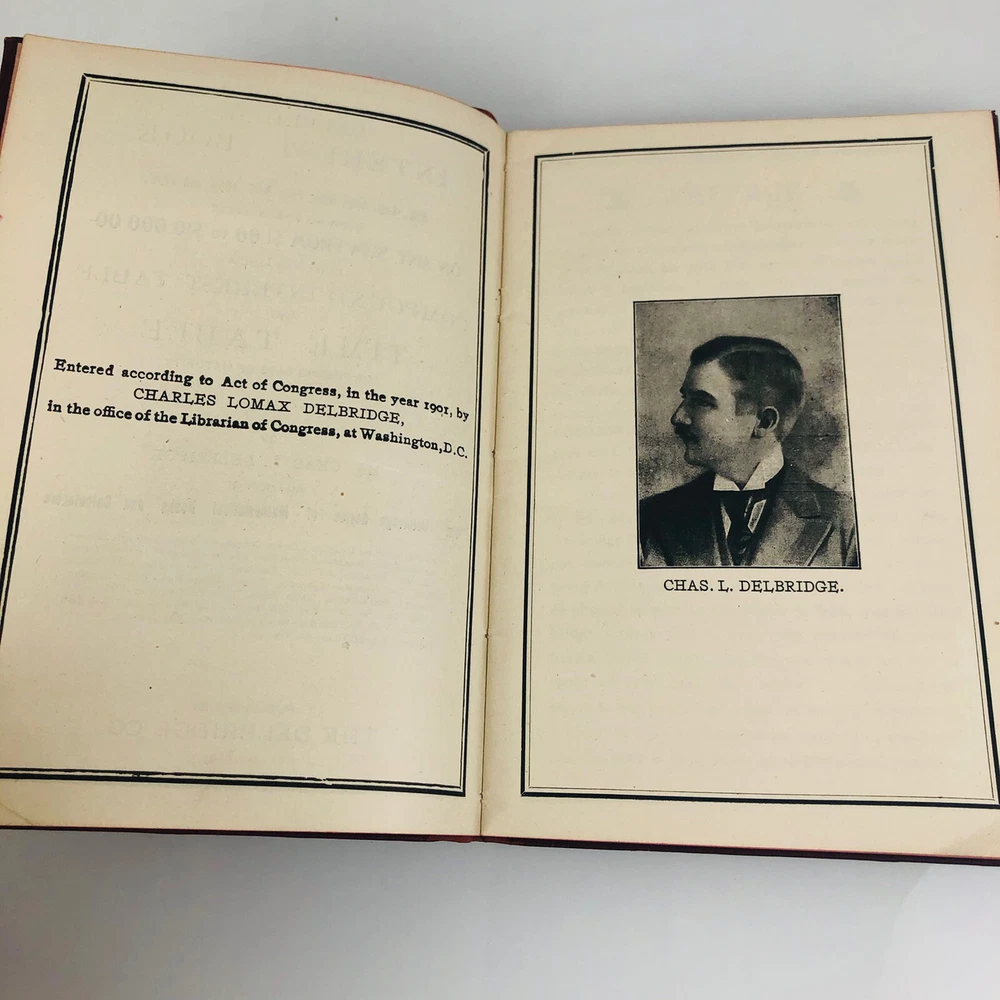 Entered according to Act of Congress, in the year 1901, by
CHARLES LOMAX DELBRIDGE,
in the office of the Librarian of Congress, at Washington, D.C.
CHAS. L. DELBRIDGE.